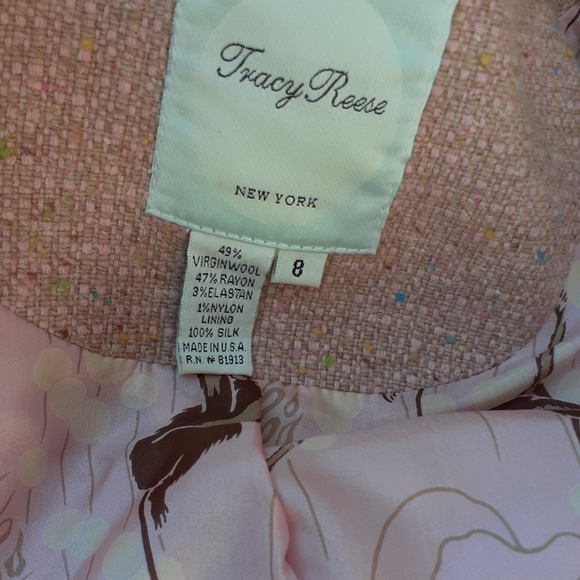 Tracy Reese
NEW YORK
8
49%
VIRGINWOOL
47% RAYON
3% ELASTAN
1% NYLON
LINING
100% SILK
MADE IN U.S.A.
R.N. # 81913